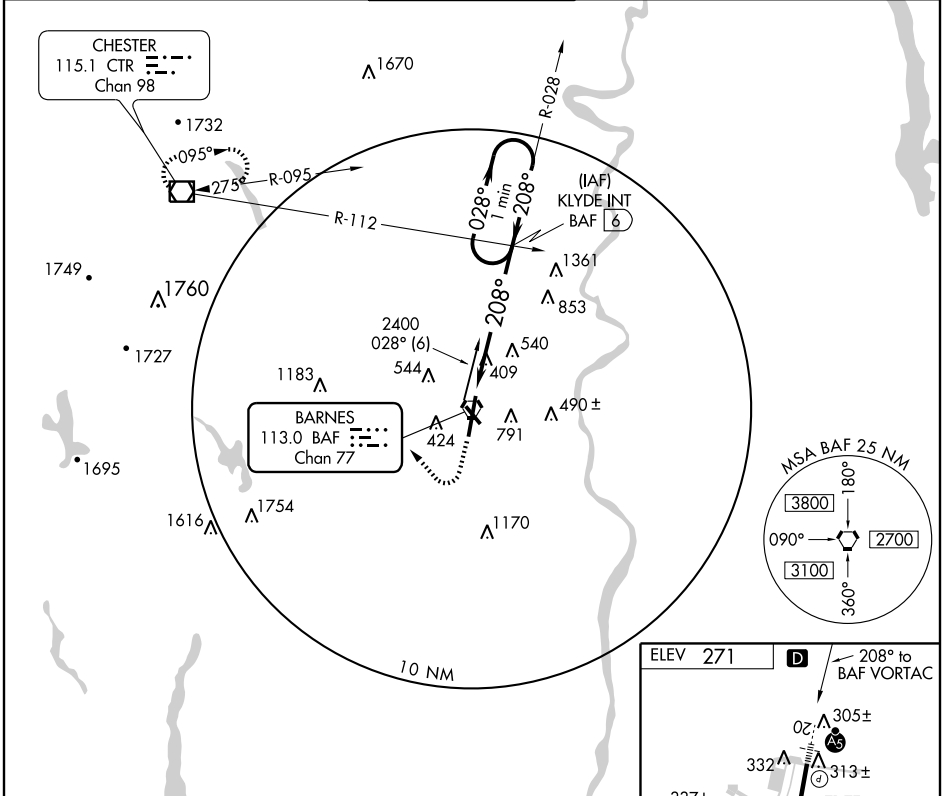 CHESTER
115.1 CTR
Chan 98
1670
1732
095°
275°
R-095
R-112
R-028
028°
1 min
208°
(IAF)
KLYDE INT
BAF 6
1361
853
208°
1749
1760
1727
2400
028° (6)
540
544
409
1183
BARNES
113.0 BAF
Chan 77
424
791
490±
1695
1754
1616
1170
10 NM
MSA BAF 25 NM
180°
3800
090°
2700
3100
360°
ELEV 271
D
208° to
BAF VORTAC
305±
20
A5
332
313±